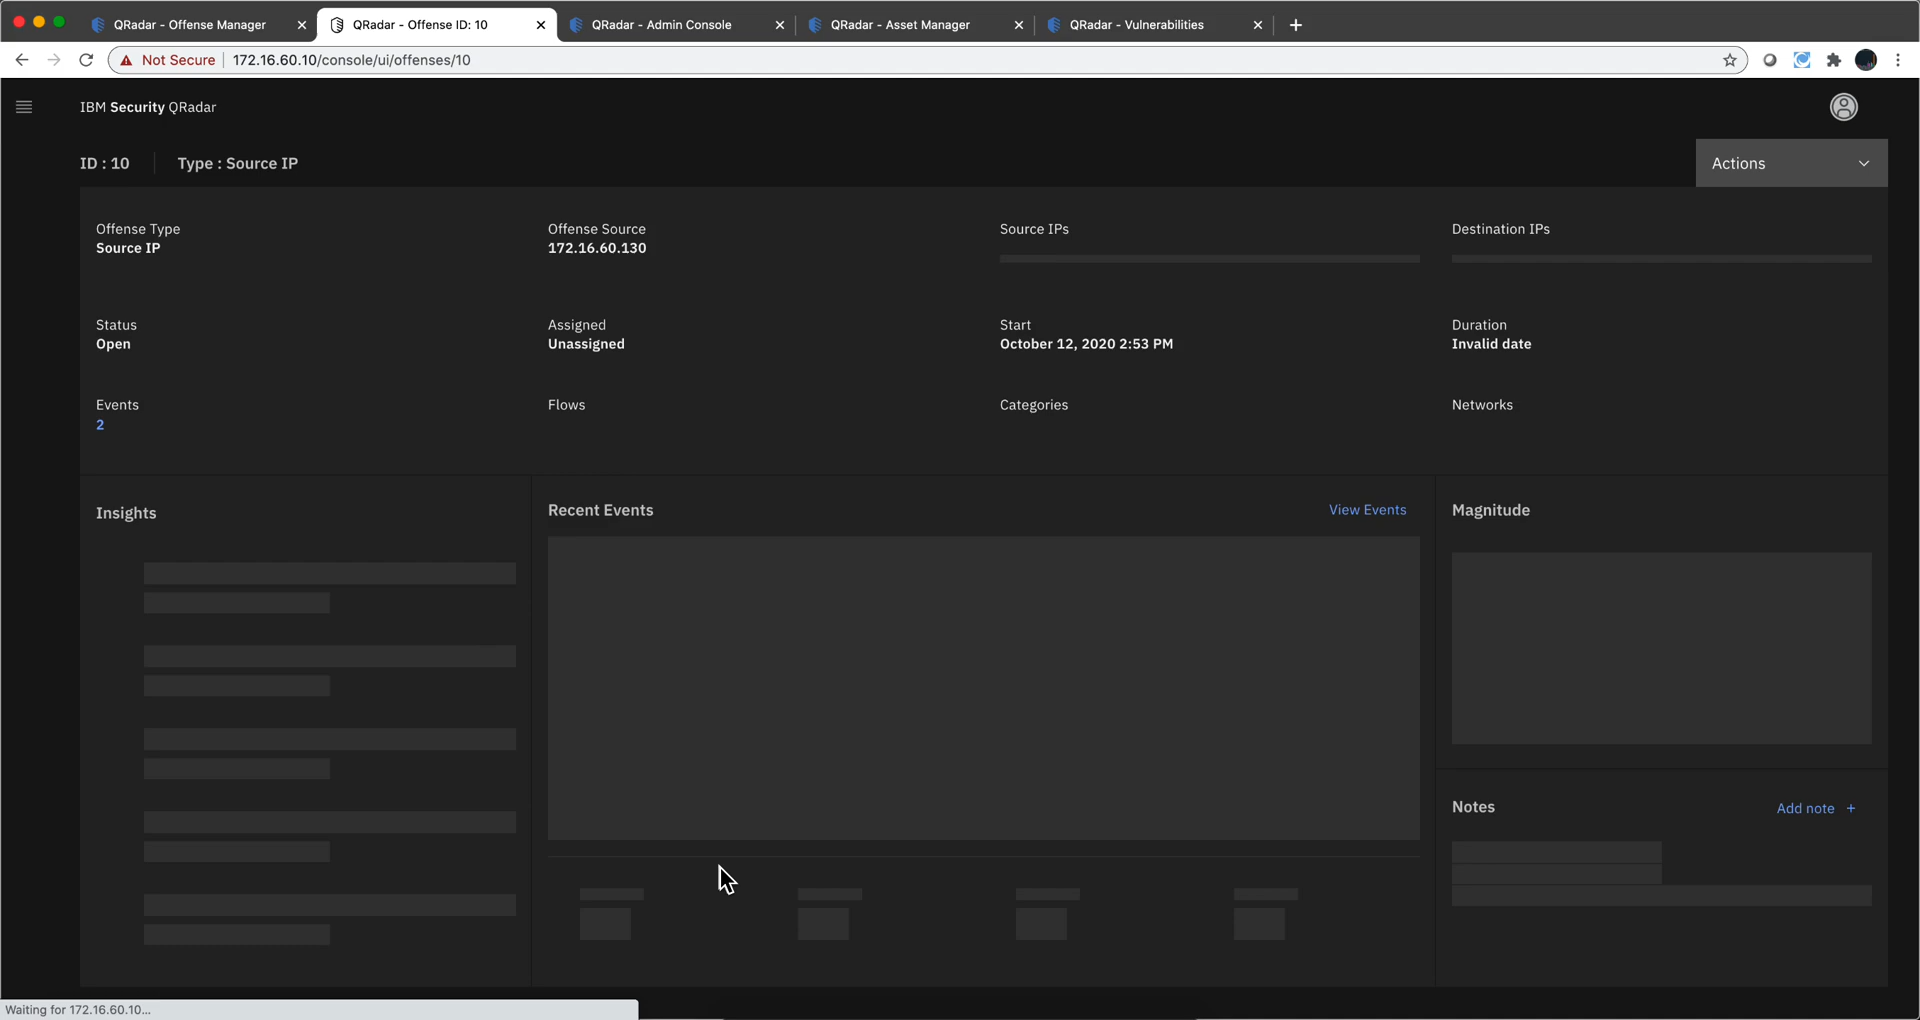 QRadar - Offense Manager
QRadar - Offense ID: 10
QRadar - Admin Console
QRadar - Asset Manager
QRadar - Vulnerabilities
Not Secure
172.16.60.10/console/ui/offenses/10
IBM Security QRadar
ID : 10
Type : Source IP
Actions
Offense Type
Source IP
Offense Source
172.16.60.130
Source IPs
Destination IPs
Status
Open
Assigned
Unassigned
Start
October 12, 2020 2:53 PM
Duration
Invalid date
Events
2
Flows
Categories
Networks
Insights
Recent Events
View Events
Magnitude
Notes
Add note +
Waiting for 172.16.60.10...